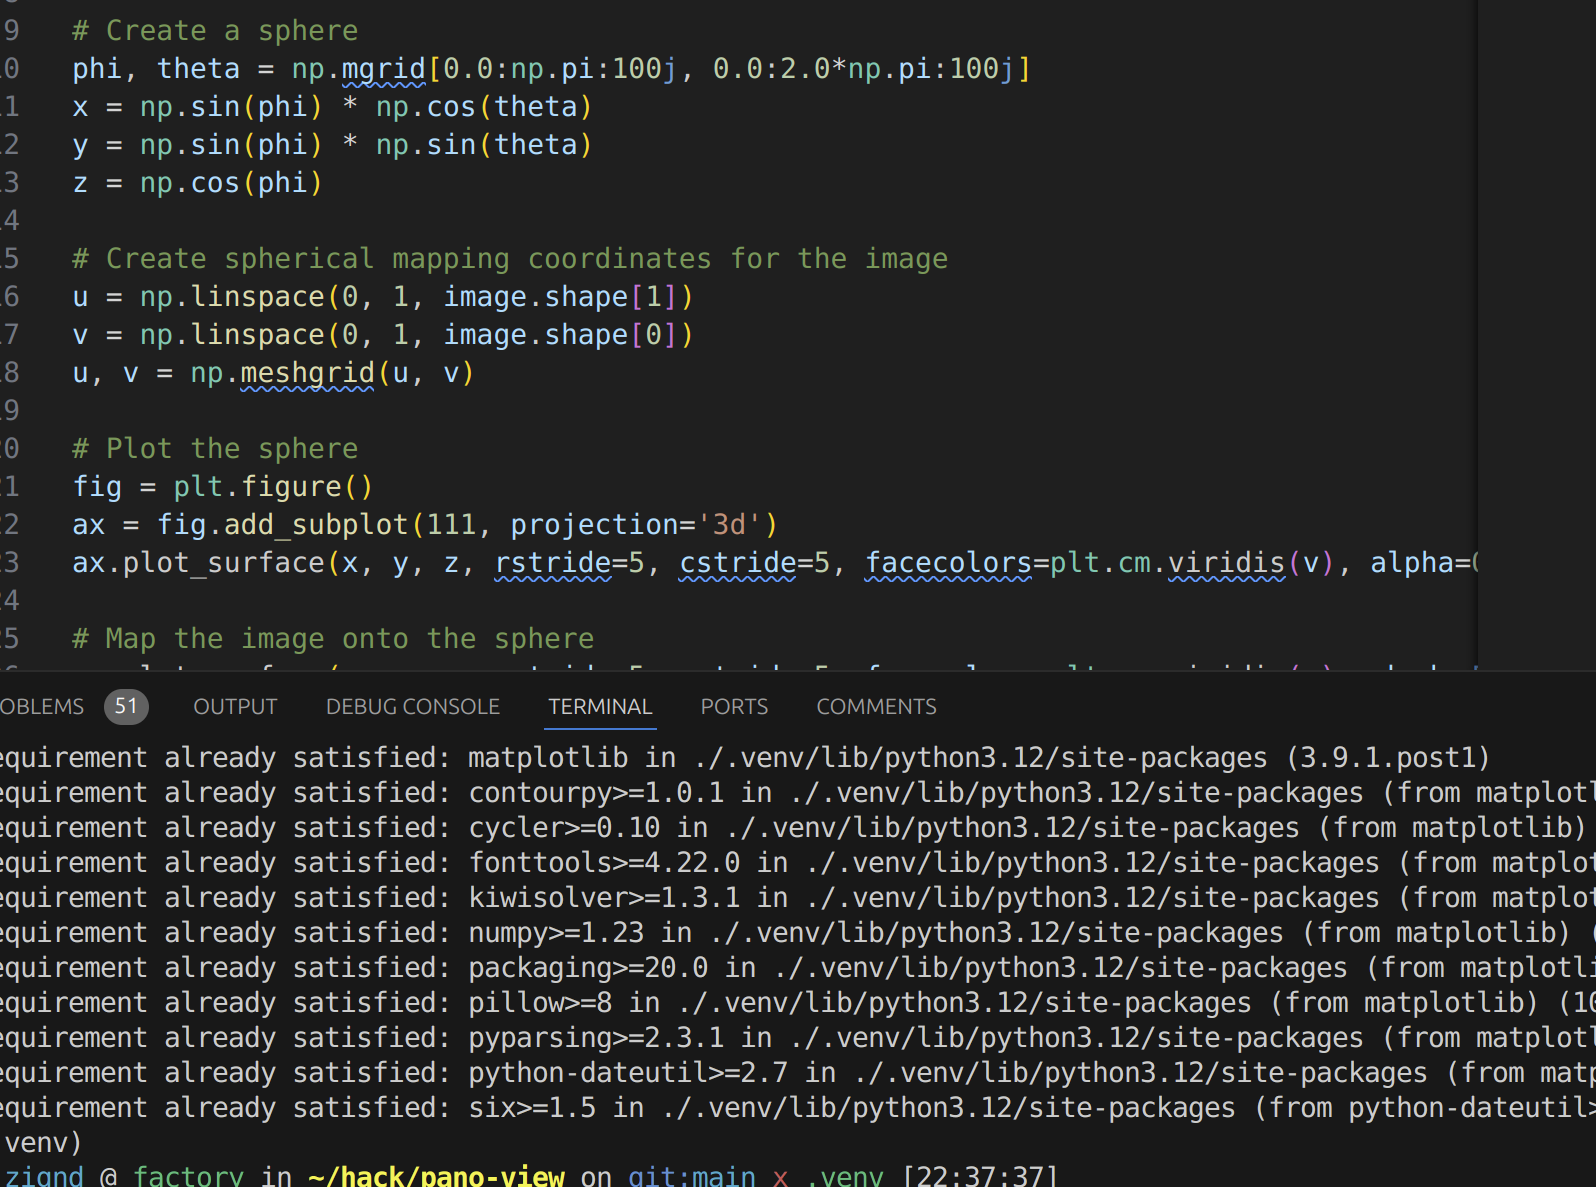 9 # Create a sphere
0 phi, theta = np.mgrid[0.0:np.pi:100j, 0.0:2.0*np.pi:100j]
1 x = np.sin(phi) * np.cos(theta)
2 y = np.sin(phi) * np.sin(theta)
3 z = np.cos(phi)
4
5 # Create spherical mapping coordinates for the image
6 u = np.linspace(0, 1, image.shape[1])
7 v = np.linspace(0, 1, image.shape[0])
8 u, v = np.meshgrid(u, v)
9
0 # Plot the sphere
1 fig = plt.figure()
2 ax = fig.add_subplot(111, projection='3d')
3 ax.plot_surface(x, y, z, rstride=5, cstride=5, facecolors=plt.cm.viridis(v), alpha=
4
5 # Map the image onto the sphere
OBLEMS 51 OUTPUT DEBUG CONSOLE TERMINAL PORTS COMMENTS
equirement already satisfied: matplotlib in ./.venv/lib/python3.12/site-packages (3.9.1.post1)
equirement already satisfied: contourpy>=1.0.1 in ./.venv/lib/python3.12/site-packages (from matplotl
equirement already satisfied: cycler>=0.10 in ./.venv/lib/python3.12/site-packages (from matplotlib)
equirement already satisfied: fonttools>=4.22.0 in ./.venv/lib/python3.12/site-packages (from matplot
equirement already satisfied: kiwisolver>=1.3.1 in ./.venv/lib/python3.12/site-packages (from matplot
equirement already satisfied: numpy>=1.23 in ./.venv/lib/python3.12/site-packages (from matplotlib) (
equirement already satisfied: packaging>=20.0 in ./.venv/lib/python3.12/site-packages (from matplotli
equirement already satisfied: pillow>=8 in ./.venv/lib/python3.12/site-packages (from matplotlib) (10
equirement already satisfied: pyparsing>=2.3.1 in ./.venv/lib/python3.12/site-packages (from matplotl
equirement already satisfied: python-dateutil>=2.7 in ./.venv/lib/python3.12/site-packages (from matp
equirement already satisfied: six>=1.5 in ./.venv/lib/python3.12/site-packages (from python-dateutil>
venv)
zignd @ factory in ~/hack/pano-view on git:main x .venv [22:37:37]